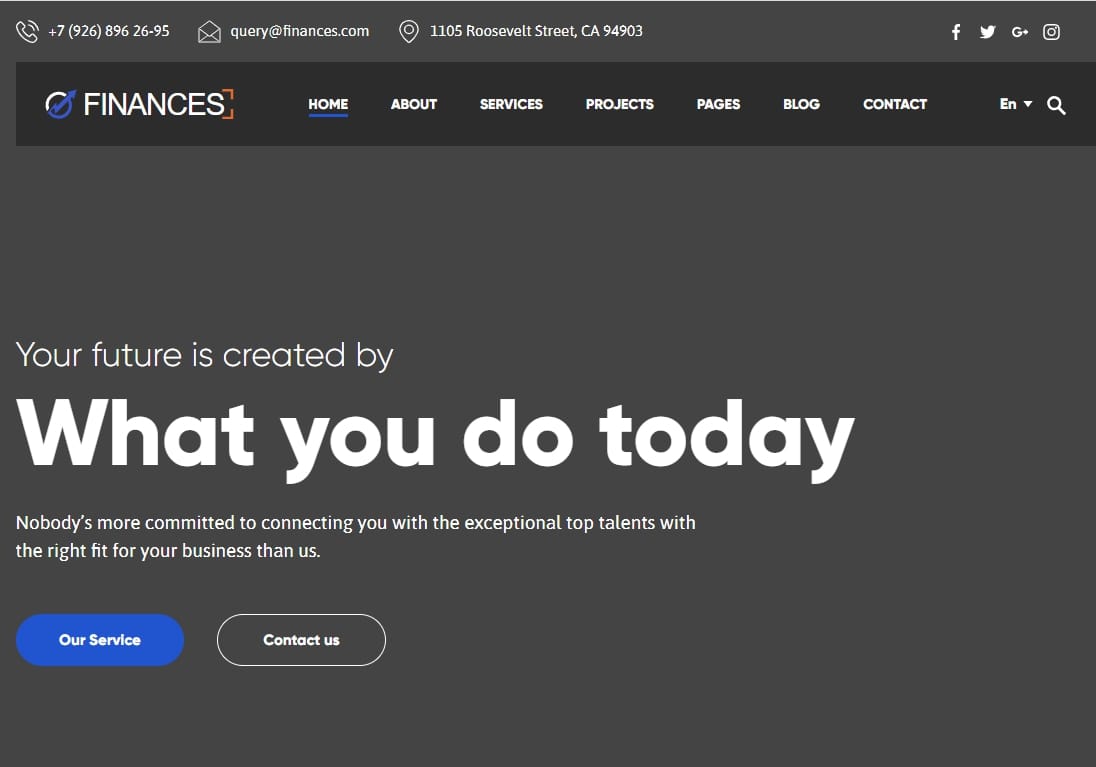 +7 (926) 896 26-95 query@finances.com 1105 Roosevelt Street, CA 94903
FINANCES HOME ABOUT SERVICES PROJECTS PAGES BLOG CONTACT En
Your future is created by
What you do today
Nobody’s more committed to connecting you with the exceptional top talents with
the right fit for your business than us.
Our Service Contact us